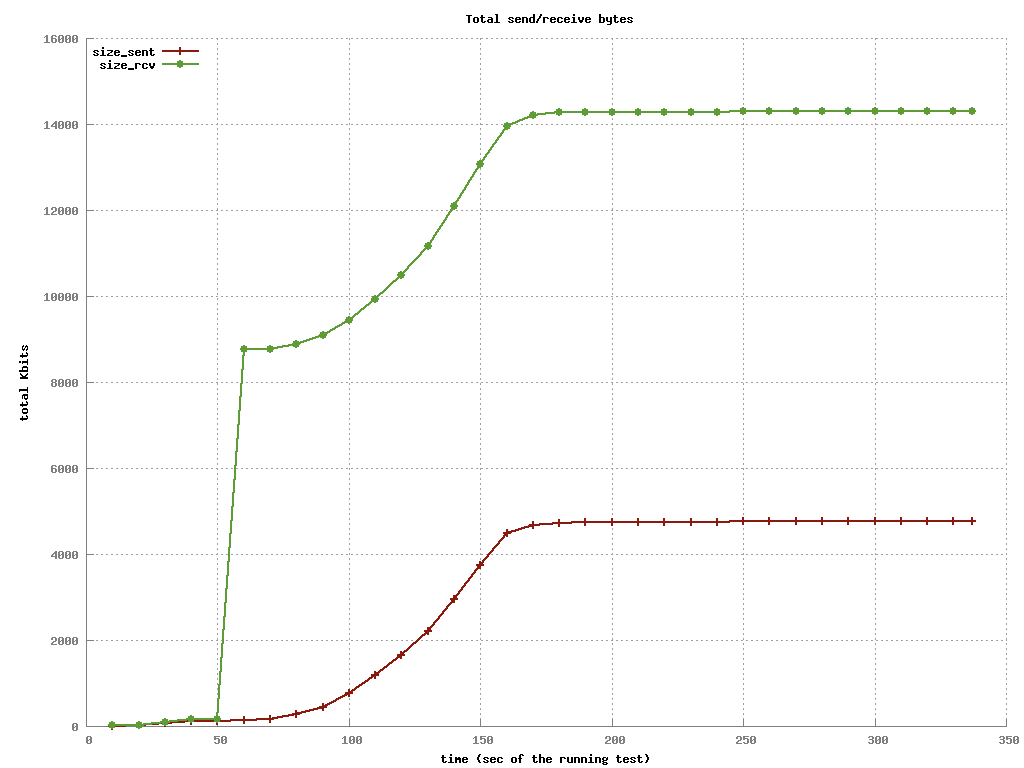 Total send/receive bytes
size_sent
size_rcv
16000
14000
12000
10000
8000
6000
4000
2000
0
total Kbits
0 50 100 150 200 250 300 350
time (sec of the running test)